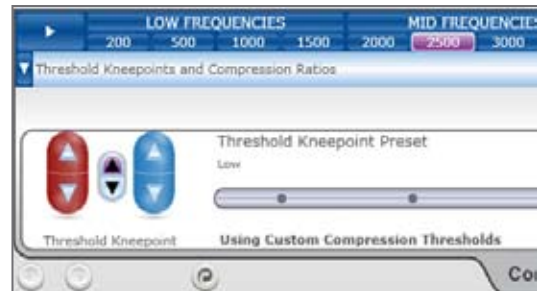 LOW FREQUENCIES MID FREQUENCIES
200 500 1000 1500 2000 2500 3000
Threshold Kneepoints and Compression Ratios
Threshold Kneepoint Preset
Low
Threshold Kneepoint Using Custom Compression Thresholds